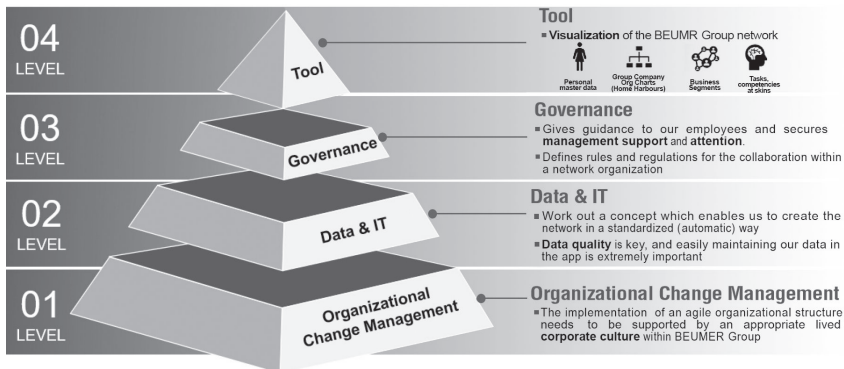 04
LEVEL
Tool
Tool
▪ Visualization of the BEUMR Group network
Personal
master data
Group Company
Org Charts
(Home Harbours)
Business
Segments
Tasks,
competencies
at skins
03
LEVEL
Governance
Governance
▪ Gives guidance to our employees and secures
management support and attention.
▪ Defines rules and regulations for the collaboration within
a network organization
02
LEVEL
Data & IT
Data & IT
▪ Work out a concept which enables us to create the
network in a standardized (automatic) way
▪ Data quality is key, and easily maintaining our data in
the app is extremely important
01
LEVEL
Organizational
Change Management
Organizational Change Management
▪ The implementation of an agile organizational structure
needs to be supported by an appropriate lived
corporate culture within BEUMER Group